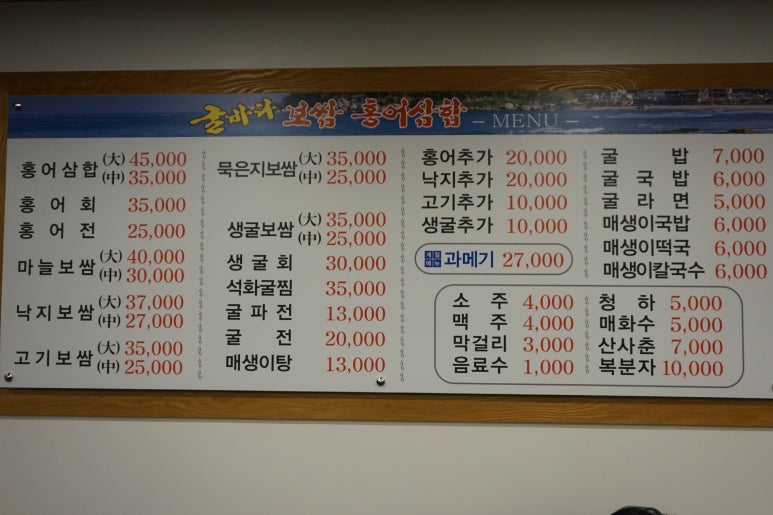 굴바다 보쌈 홍어삼합 - MENU -
홍어삼합 (大) 45,000
(中) 35,000
홍어회 35,000
홍어전 25,000
마늘보쌈 (大) 40,000
(中) 30,000
낙지보쌈 (大) 37,000
(中) 27,000
고기보쌈 (大) 35,000
(中) 25,000
묵은지보쌈 (大) 35,000
(中) 25,000
생굴보쌈 (大) 35,000
(中) 25,000
생굴회 30,000
석화굴찜 35,000
굴파전 13,000
굴전 20,000
매생이탕 13,000
홍어추가 20,000
낙지추가 20,000
고기추가 10,000
생굴추가 10,000
계절메뉴 과메기 27,000
굴밥 7,000
굴국밥 6,000
굴라면 5,000
매생이국밥 6,000
매생이떡국 6,000
매생이칼국수 6,000
소주 4,000
맥주 4,000
막걸리 3,000
음료수 1,000
청하 5,000
매화수 5,000
산사춘 7,000
복분자 10,000